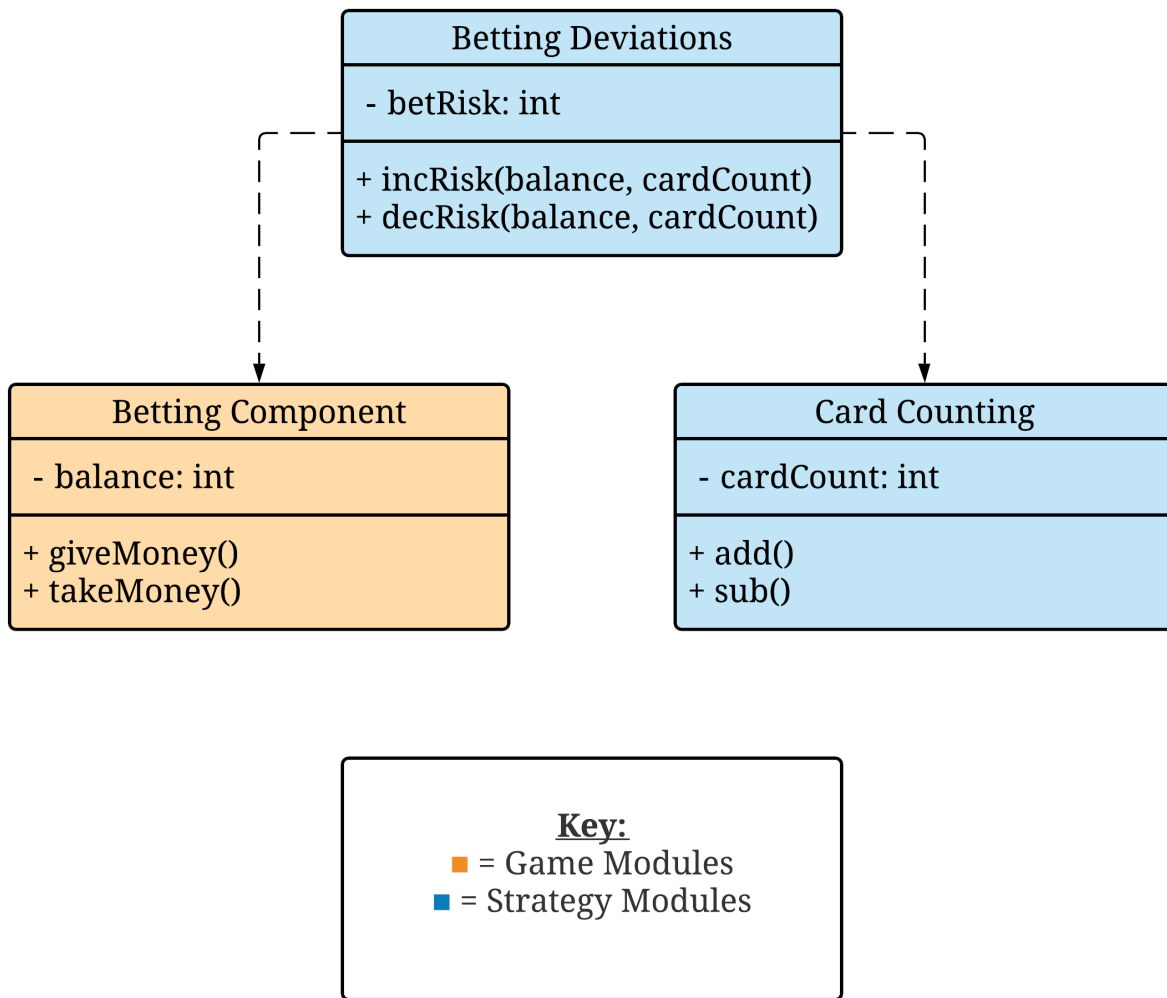 Betting Deviations
- betRisk: int
+ incRisk(balance, cardCount)
+ decRisk(balance, cardCount)
Betting Component
- balance: int
+ giveMoney()
+ takeMoney()
Card Counting
- cardCount: int
+ add()
+ sub()
Key:
■ = Game Modules
■ = Strategy Modules